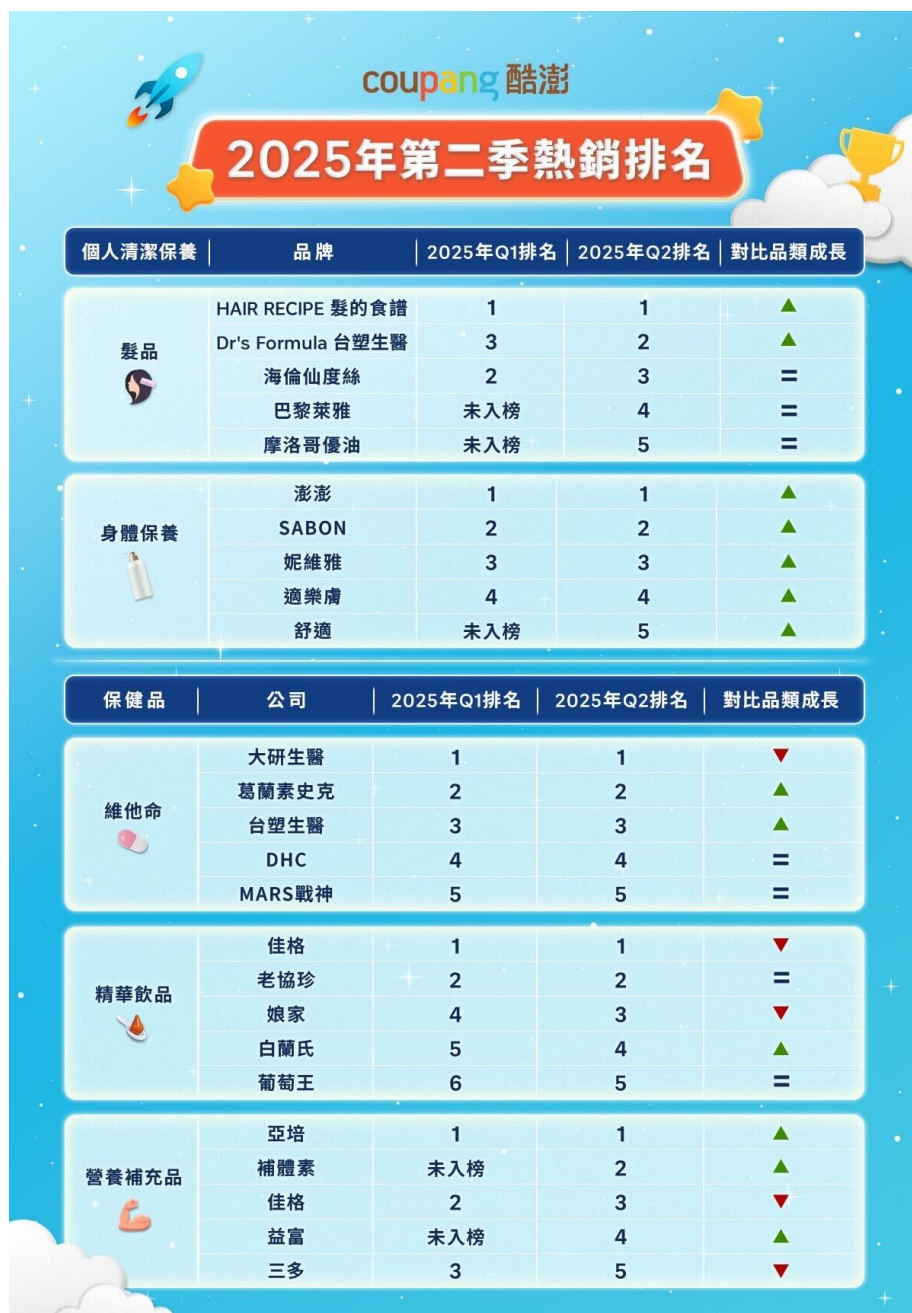 coupang 酷澎
2025年第二季熱銷排名
個人清潔保養 品牌 2025年Q1排名 2025年Q2排名 對比品類成長
髮品
HAIR RECIPE 髮的食譜 1 1 ▲
Dr's Formula 台塑生醫 3 2 ▲
海倫仙度絲 2 3 =
巴黎萊雅 未入榜 4 =
摩洛哥優油 未入榜 5 =
身體保養
澎澎 1 1 ▲
SABON 2 2 ▲
妮維雅 3 3 ▲
適樂膚 4 4 ▲
舒適 未入榜 5 ▲
保健品 公司 2025年Q1排名 2025年Q2排名 對比品類成長
維他命
大研生醫 1 1 ▼
葛蘭素史克 2 2 ▲
台塑生醫 3 3 ▲
DHC 4 4 =
MARS戰神 5 5 =
精華飲品
佳格 1 1 ▼
老協珍 2 2 =
娘家 4 3 ▼
白蘭氏 5 4 ▲
葡萄王 6 5 =
營養補充品
亞培 1 1 ▲
補體素 未入榜 2 ▲
佳格 2 3 ▼
益富 未入榜 4 ▲
三多 3 5 ▼